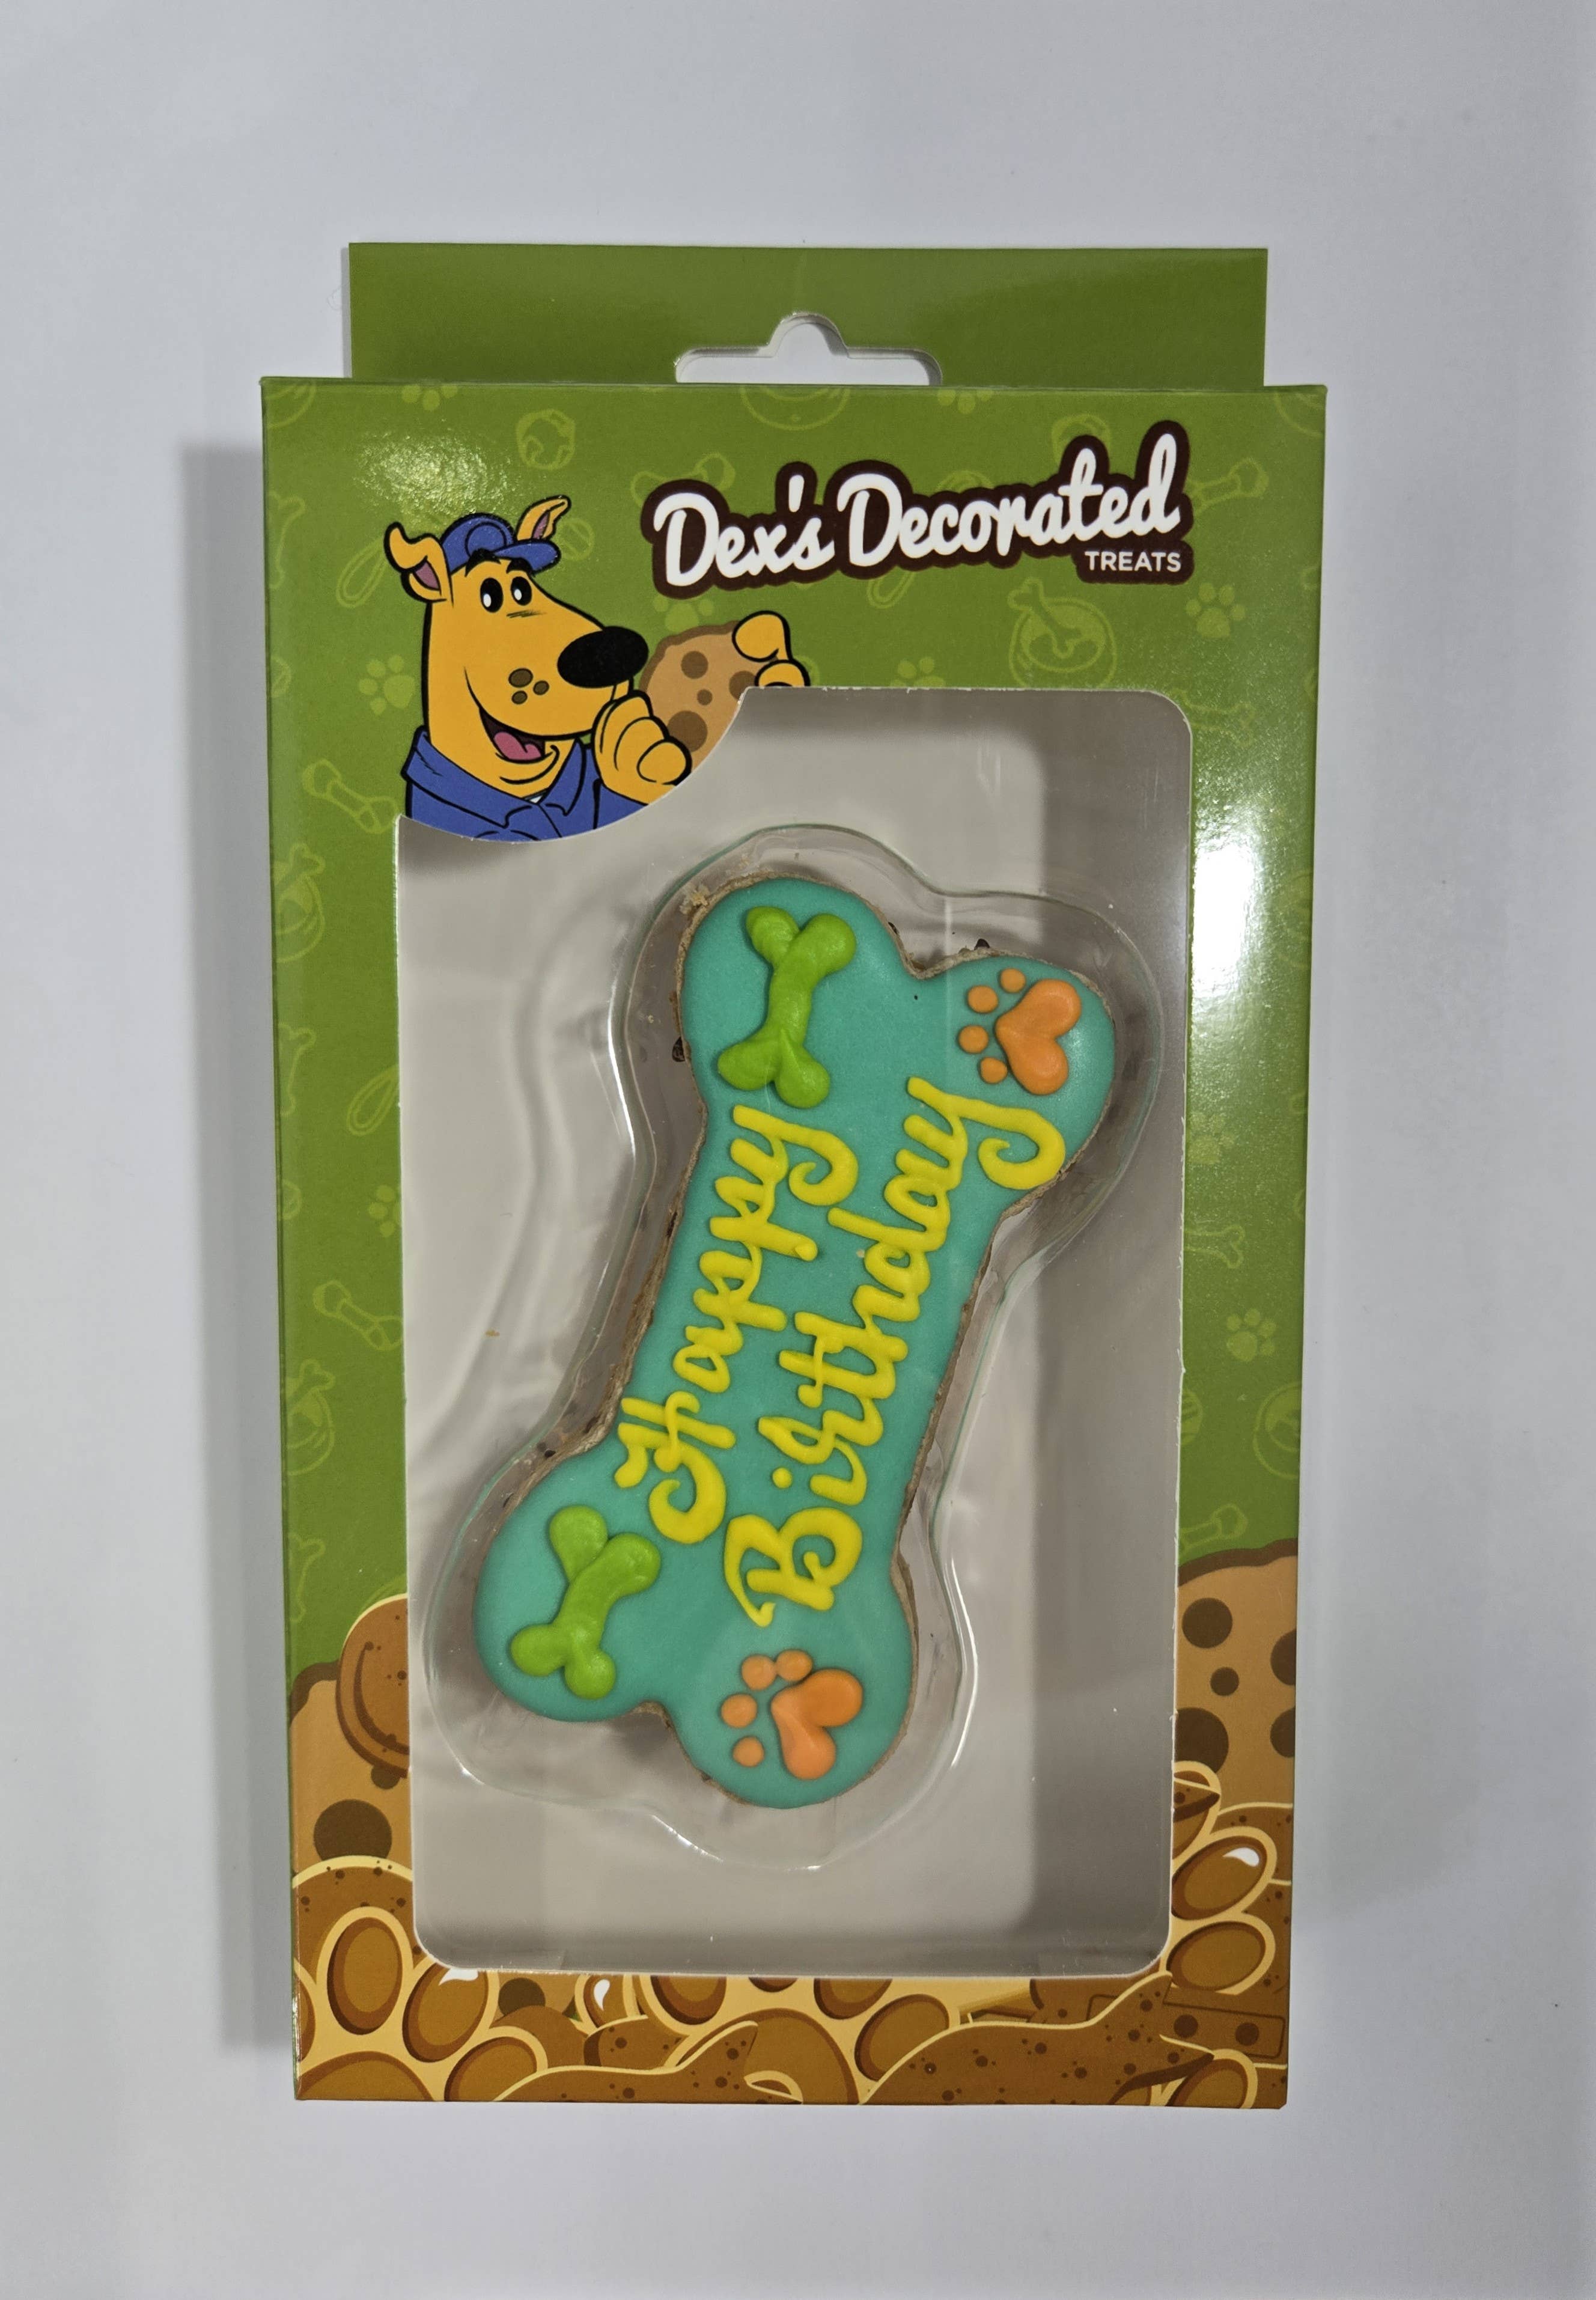 Dex's Decorated
TREATS
Happy
Birthday